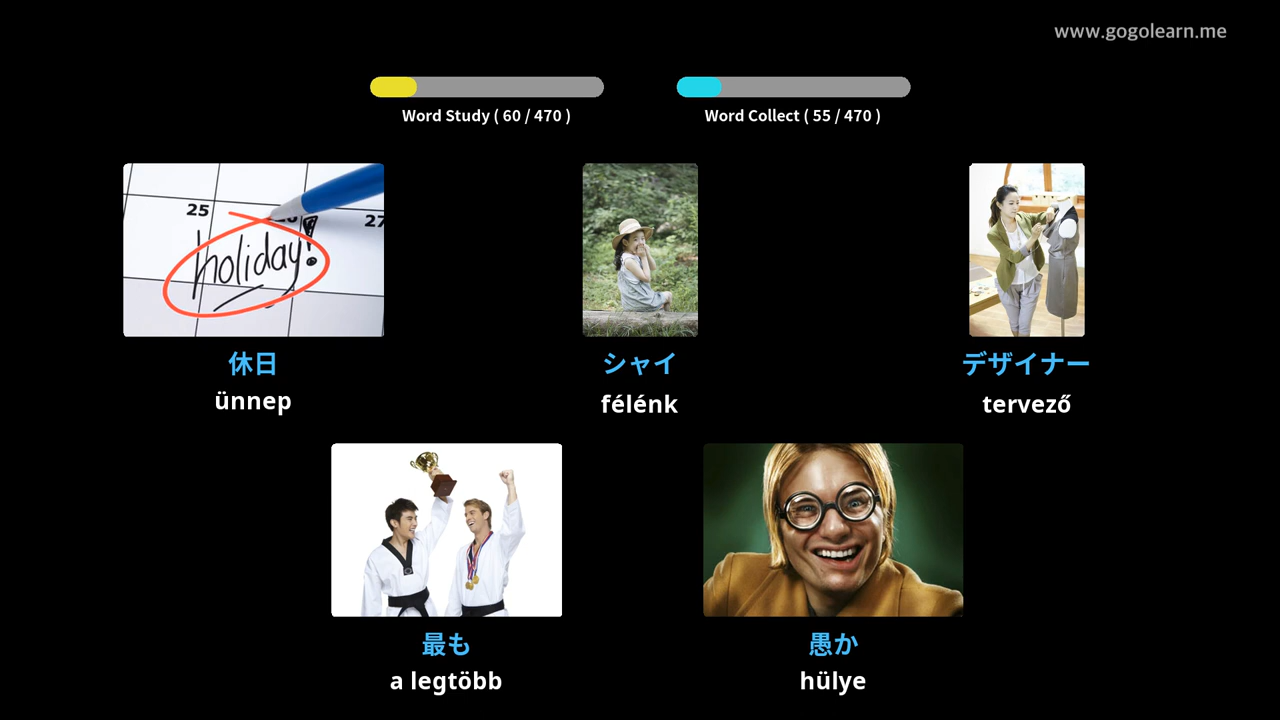 www.gogolearn.me
Word Study ( 60 / 470 )
Word Collect ( 55 / 470 )
25
27
holiday!
休日
シャイ
デザイナー
ünnep
félénk
tervező
最も
愚か
a legtöbb
hülye